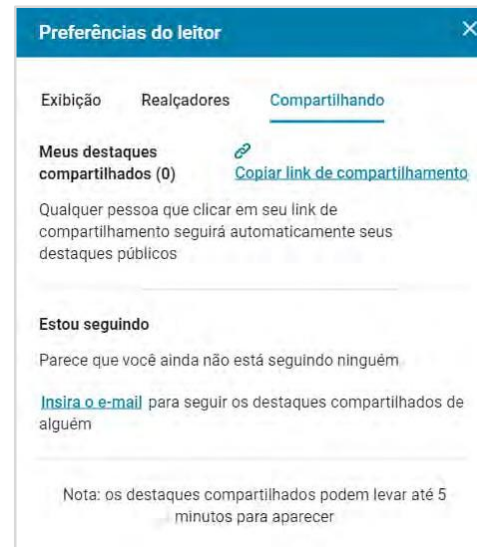 Preferências do leitor
Exibição Realçadores Compartilhando
Meus destaques
compartilhados (0)
Copiar link de compartilhamento
Qualquer pessoa que clicar em seu link de
compartilhamento seguirá automaticamente seus
destaques públicos
Estou seguindo
Parece que você ainda não está seguindo ninguém
Insira o e-mail para seguir os destaques compartilhados de
alguém
Nota: os destaques compartilhados podem levar até 5
minutos para aparecer